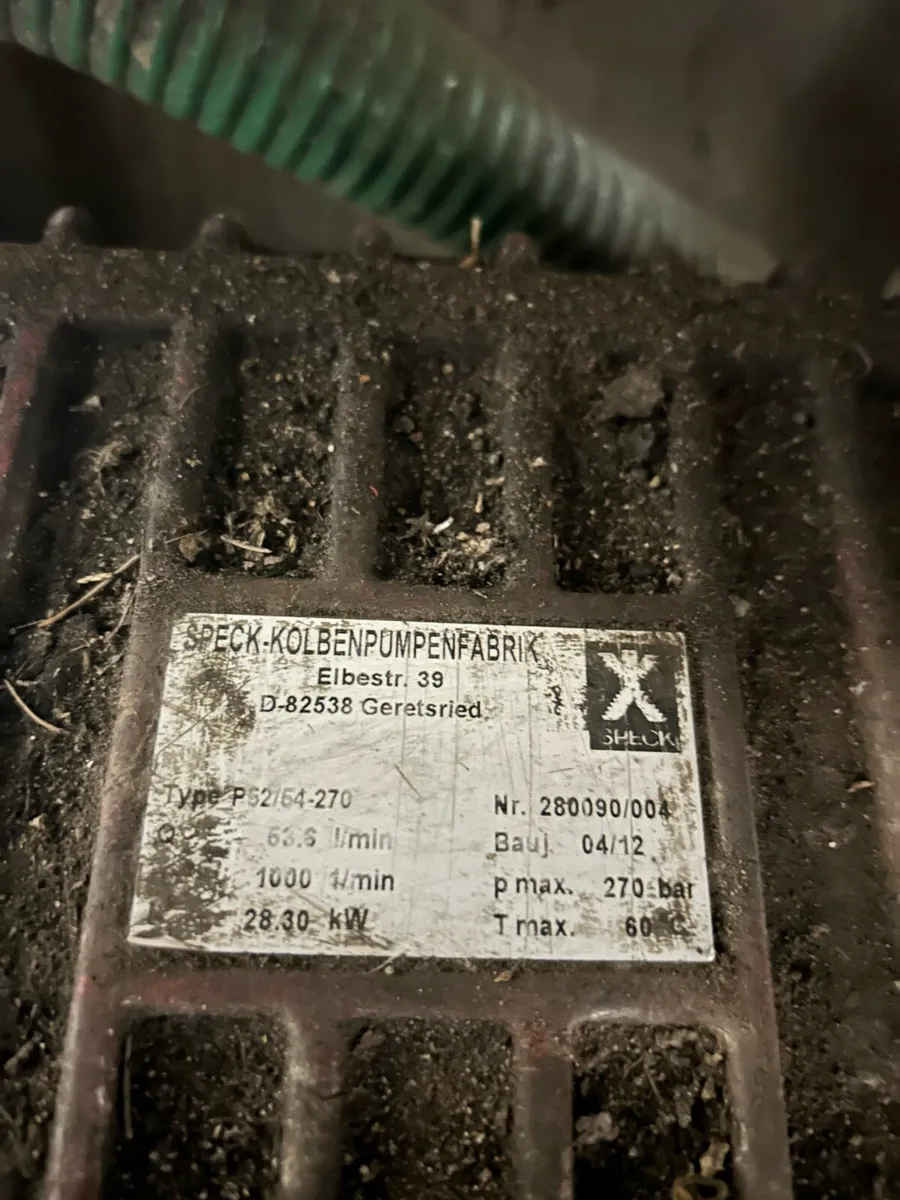 SPECK-KOLBENPUMPENFABRIK
Elbestr. 39
D-82538 Geretsried
SPECK
Type P52/54-270
Nr. 280090/004
Q 53.6 l/min
Bauj. 04/12
1000 1/min
p max. 270 bar
28.30 kW
T max. 60 C